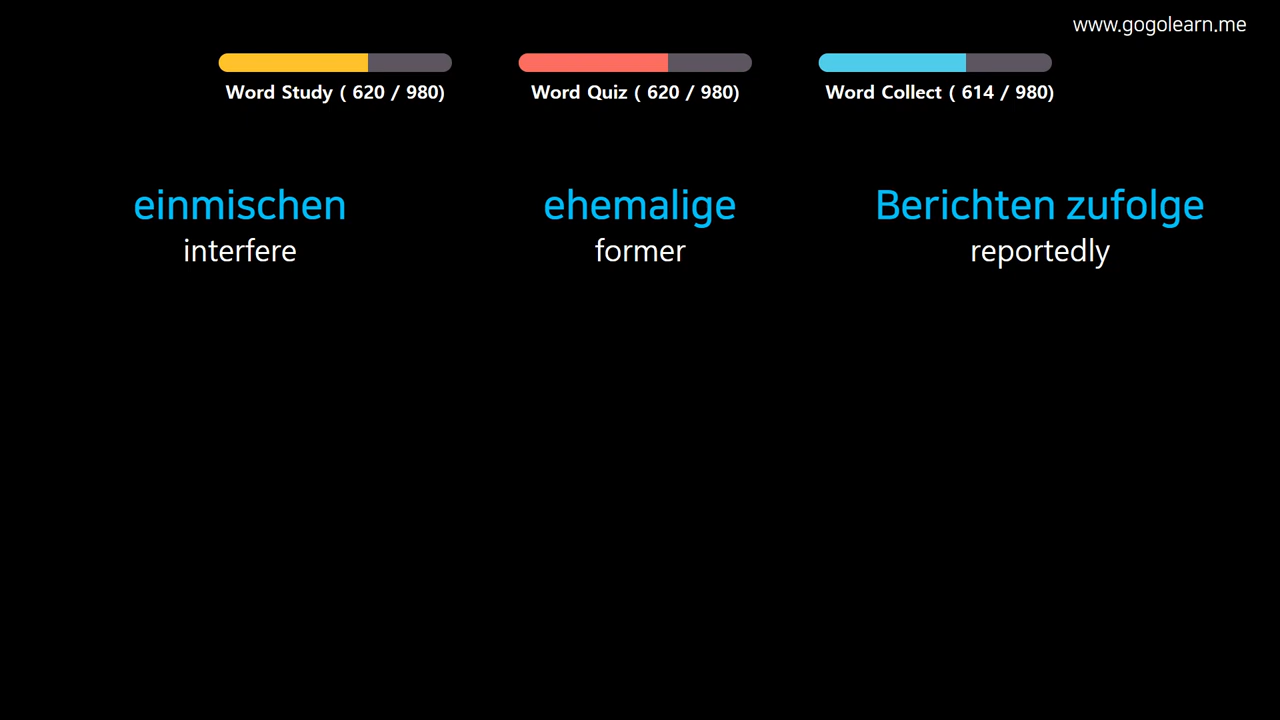 www.gogolearn.me
Word Study ( 620 / 980)
Word Quiz ( 620 / 980)
Word Collect ( 614 / 980)
einmischen
interfere
ehemalige
former
Berichten zufolge
reportedly